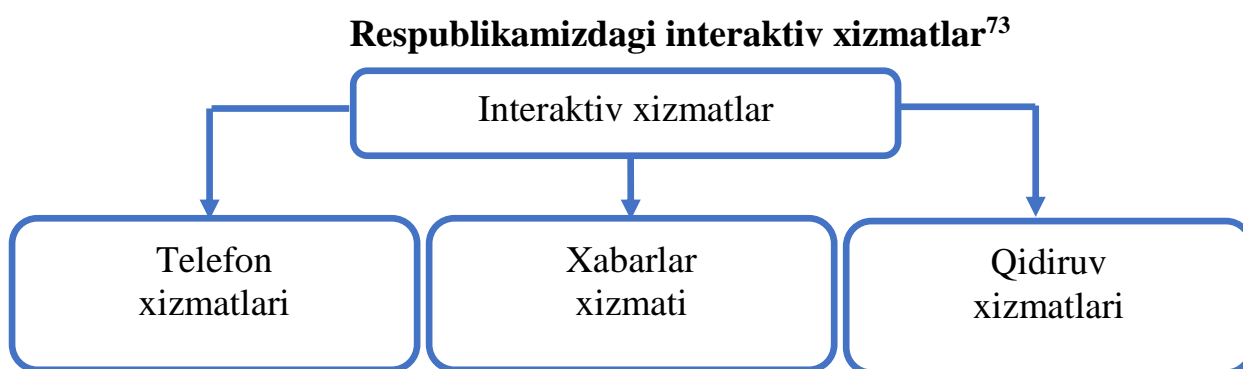 Respublikamizdagi interaktiv xizmatlar73
Interaktiv xizmatlar
Telefon
xizmatlari
Xabarlar
xizmati
Qidiruv
xizmatlari